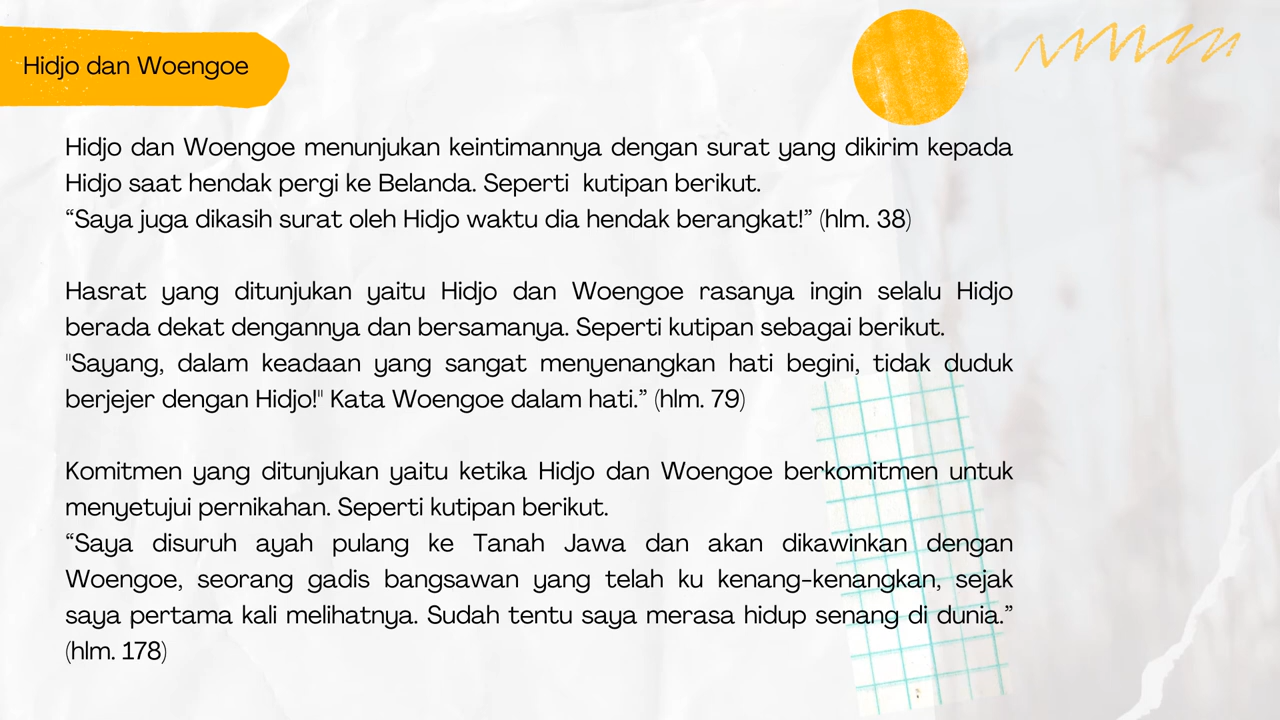 Hidjo dan Woengoe
Hidjo dan Woengoe menunjukan keintimannya dengan surat yang dikirim kepada
Hidjo saat hendak pergi ke Belanda. Seperti  kutipan berikut.
“Saya juga dikasih surat oleh Hidjo waktu dia hendak berangkat!” (hlm. 38)
Hasrat yang ditunjukan yaitu Hidjo dan Woengoe rasanya ingin selalu Hidjo
berada dekat dengannya dan bersamanya. Seperti kutipan sebagai berikut.
"Sayang, dalam keadaan yang sangat menyenangkan hati begini, tidak duduk
berjejer dengan Hidjo!" Kata Woengoe dalam hati.” (hlm. 79)
Komitmen yang ditunjukan yaitu ketika Hidjo dan Woengoe berkomitmen untuk
menyetujui pernikahan. Seperti kutipan berikut.
“Saya disuruh ayah pulang ke Tanah Jawa dan akan dikawinkan dengan
Woengoe, seorang gadis bangsawan yang telah ku kenang-kenangkan, sejak
saya pertama kali melihatnya. Sudah tentu saya merasa hidup senang di dunia.”
(hlm. 178)